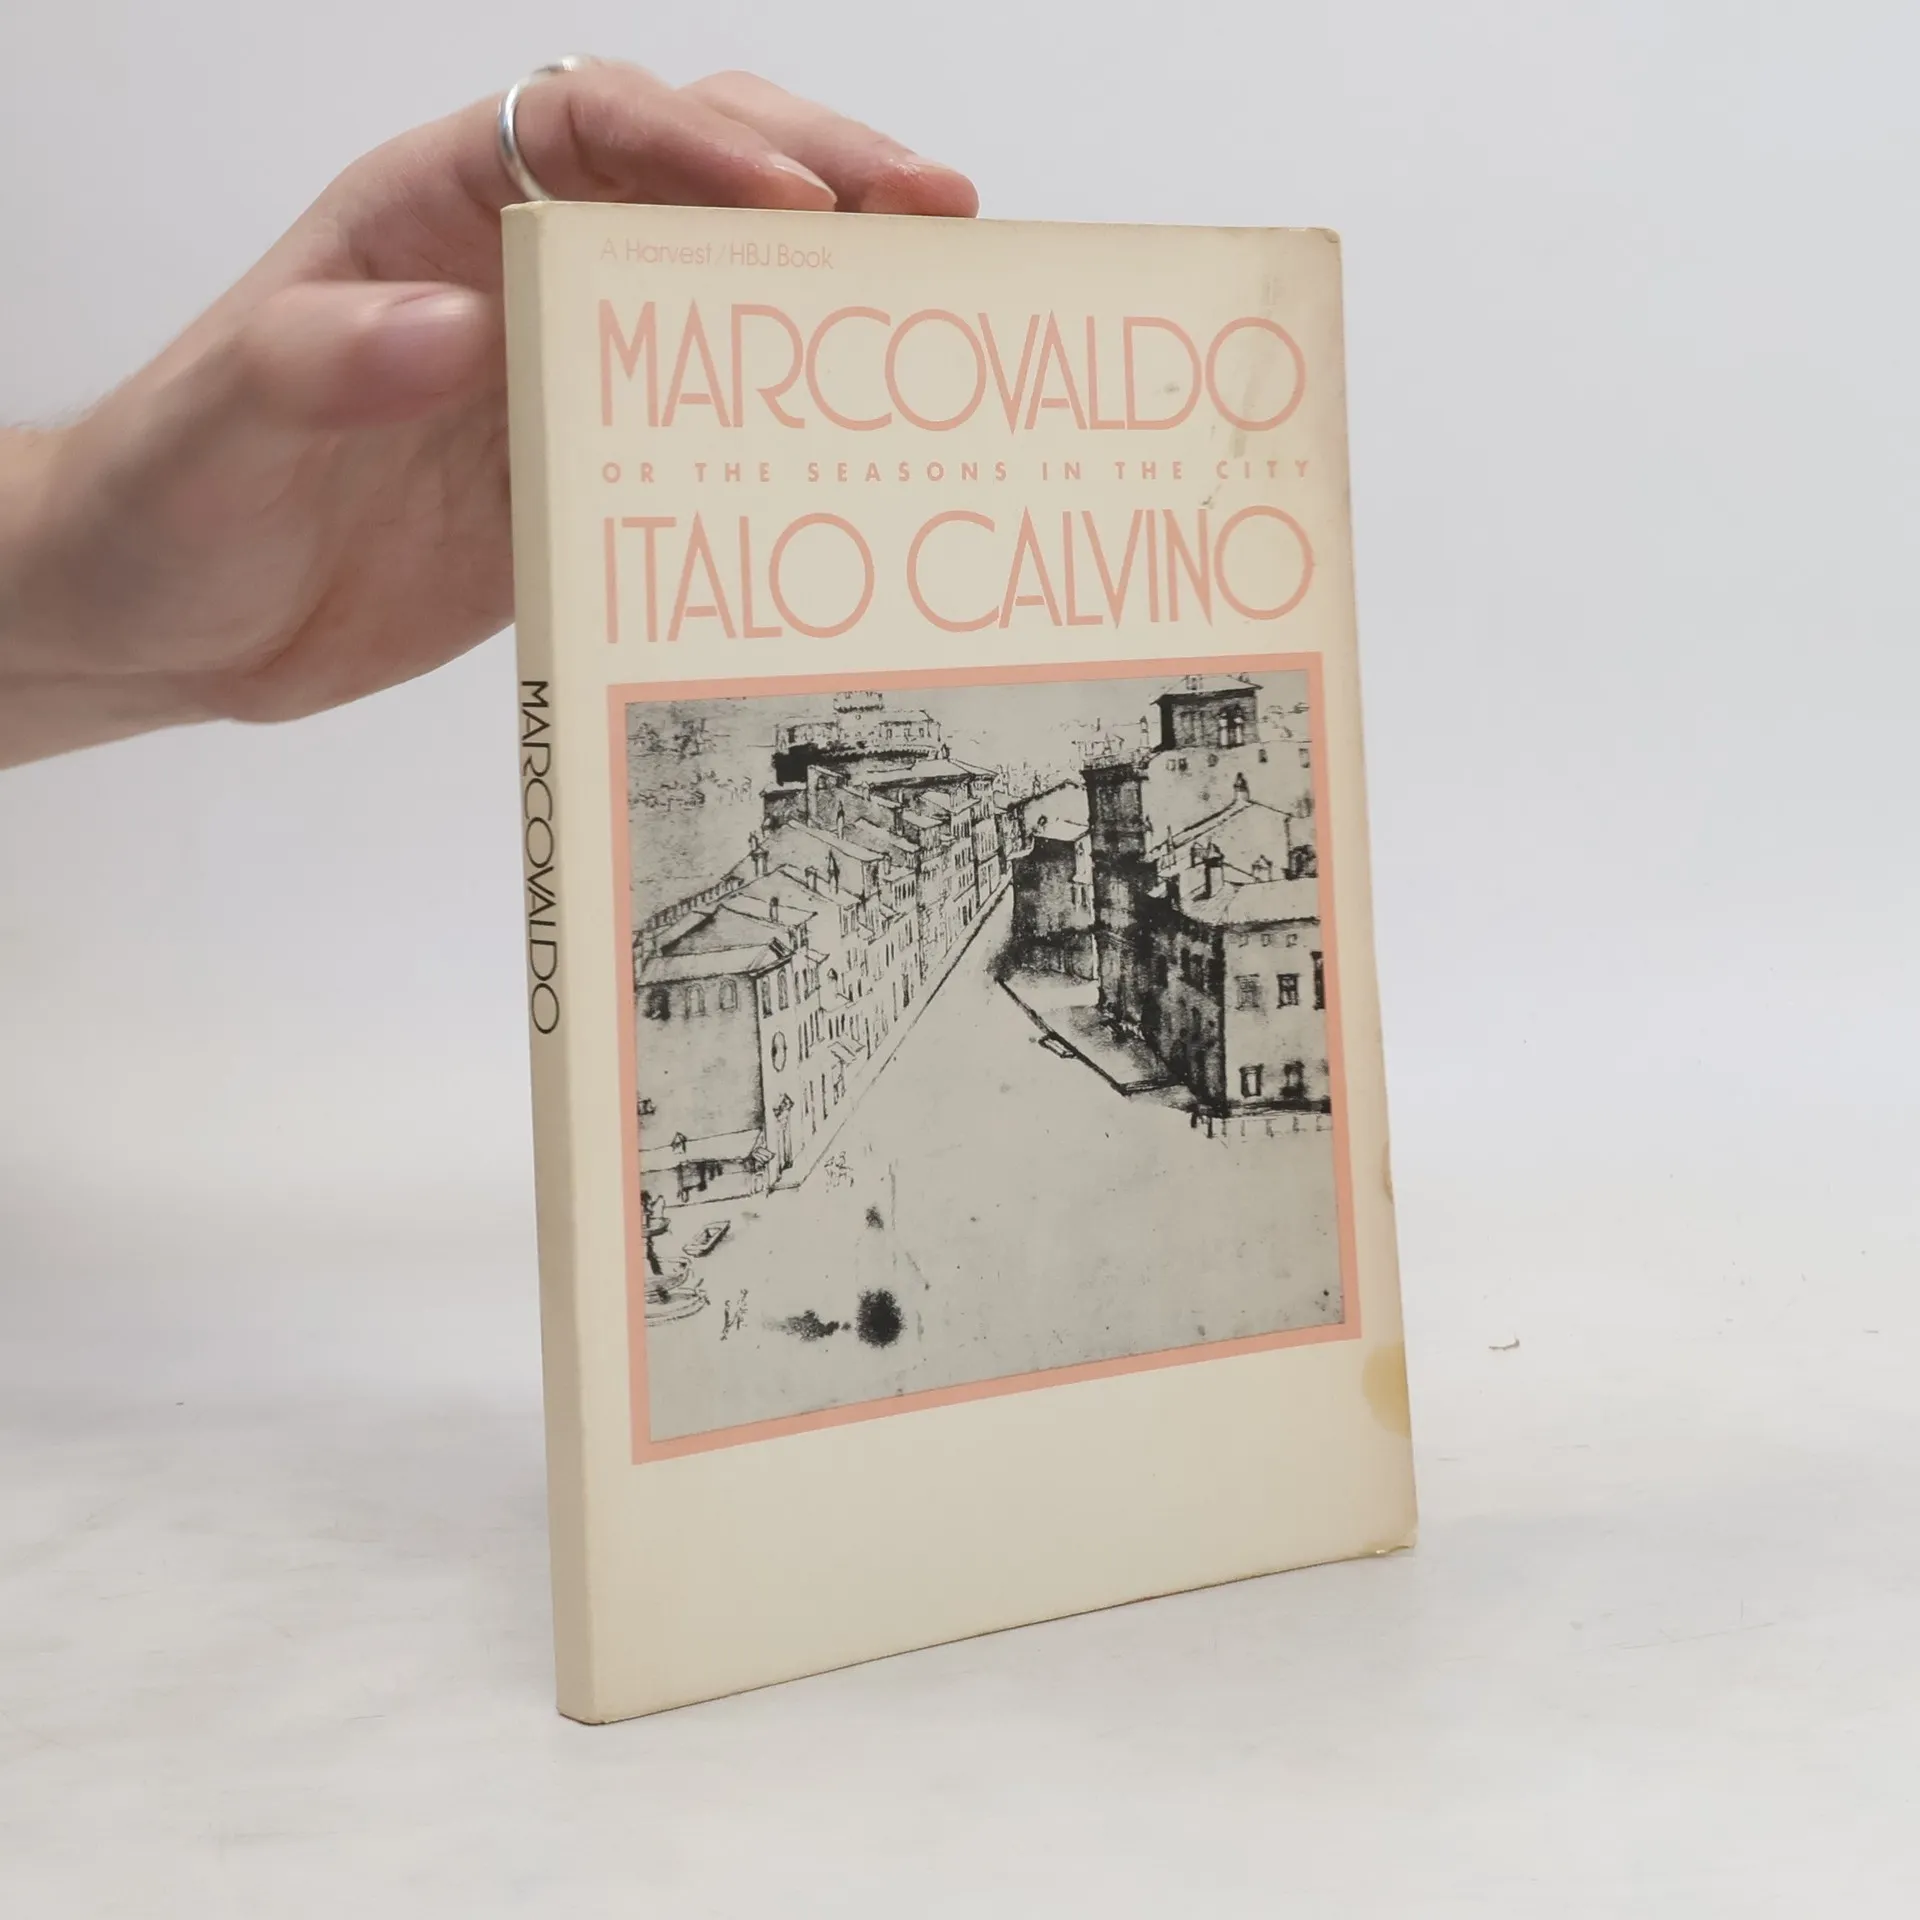 A Harvest/HBJ Book
MARCOVALDO
OR THE SEASONS IN THE CITY
ITALO CALVINO
MARCOVALDO